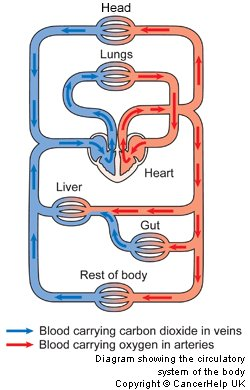 Head
Lungs
Heart
Liver
Gut
Rest of body
Blood carrying carbon dioxide in veins
Blood carrying oxygen in arteries
Diagram showing the circulatory
system of the body
Copyright © CancerHelp UK